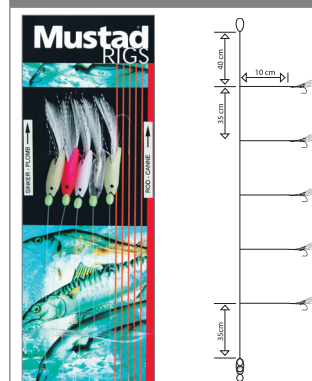 Mustad
RIGS
SINKER - PLOMB
ROD - CANNE
40 cm
10 cm
35 cm
35cm